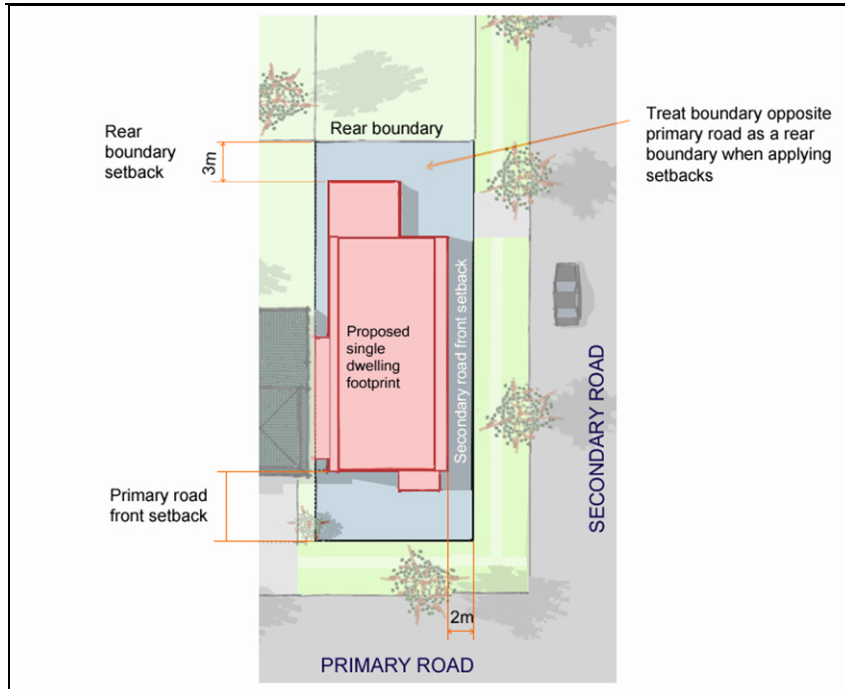 Rear
boundary
setback
3m
Rear boundary
Treat boundary opposite
primary road as a rear
boundary when applying
setbacks
Proposed
single
dwelling
footprint
Secondary road front setback
SECONDARY ROAD
Primary road
front setback
2m
PRIMARY ROAD